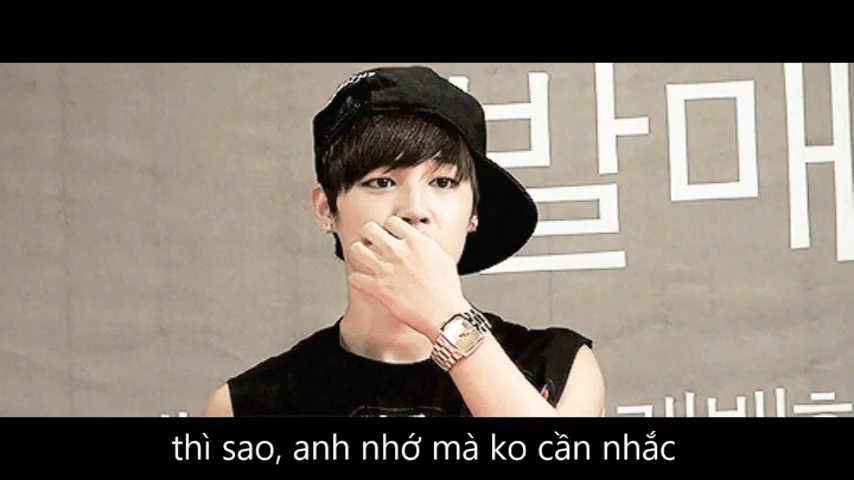 발매
thì sao, anh nhớ mà ko cần nhắc